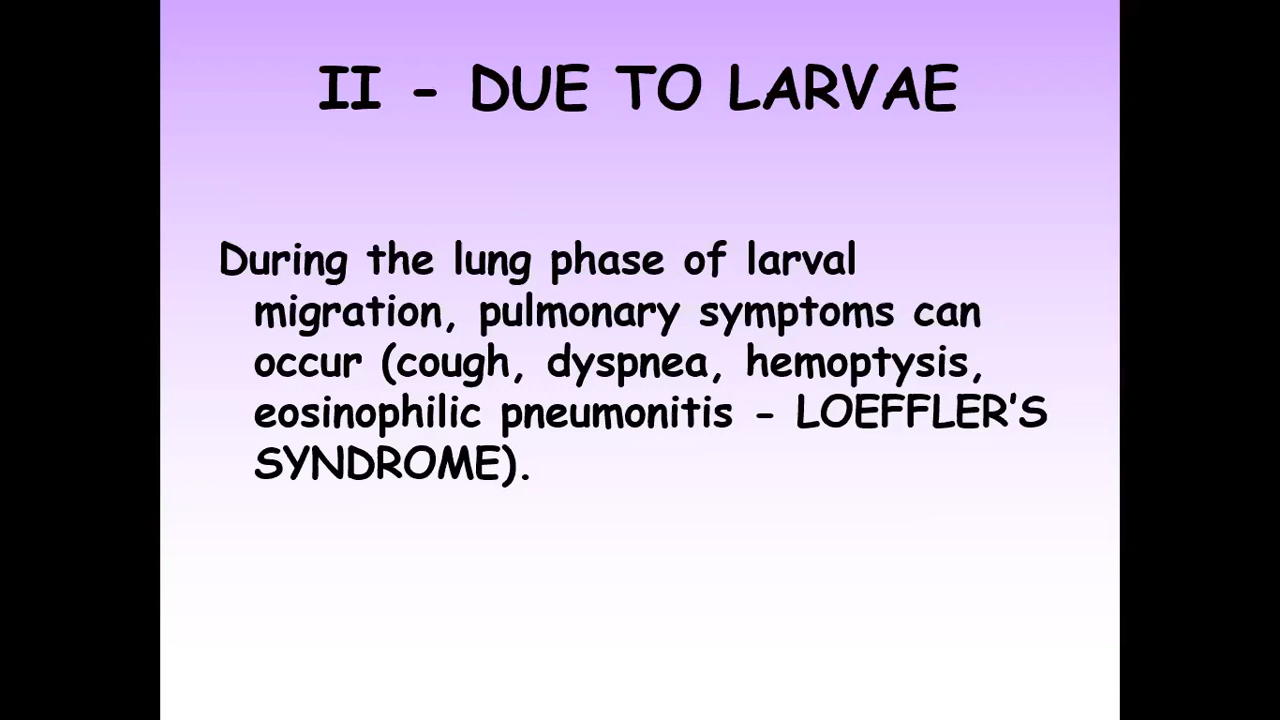 II - DUE TO LARVAE
During the lung phase of larval
migration, pulmonary symptoms can
occur (cough, dyspnea, hemoptysis,
eosinophilic pneumonitis - LOEFFLER'S
SYNDROME).